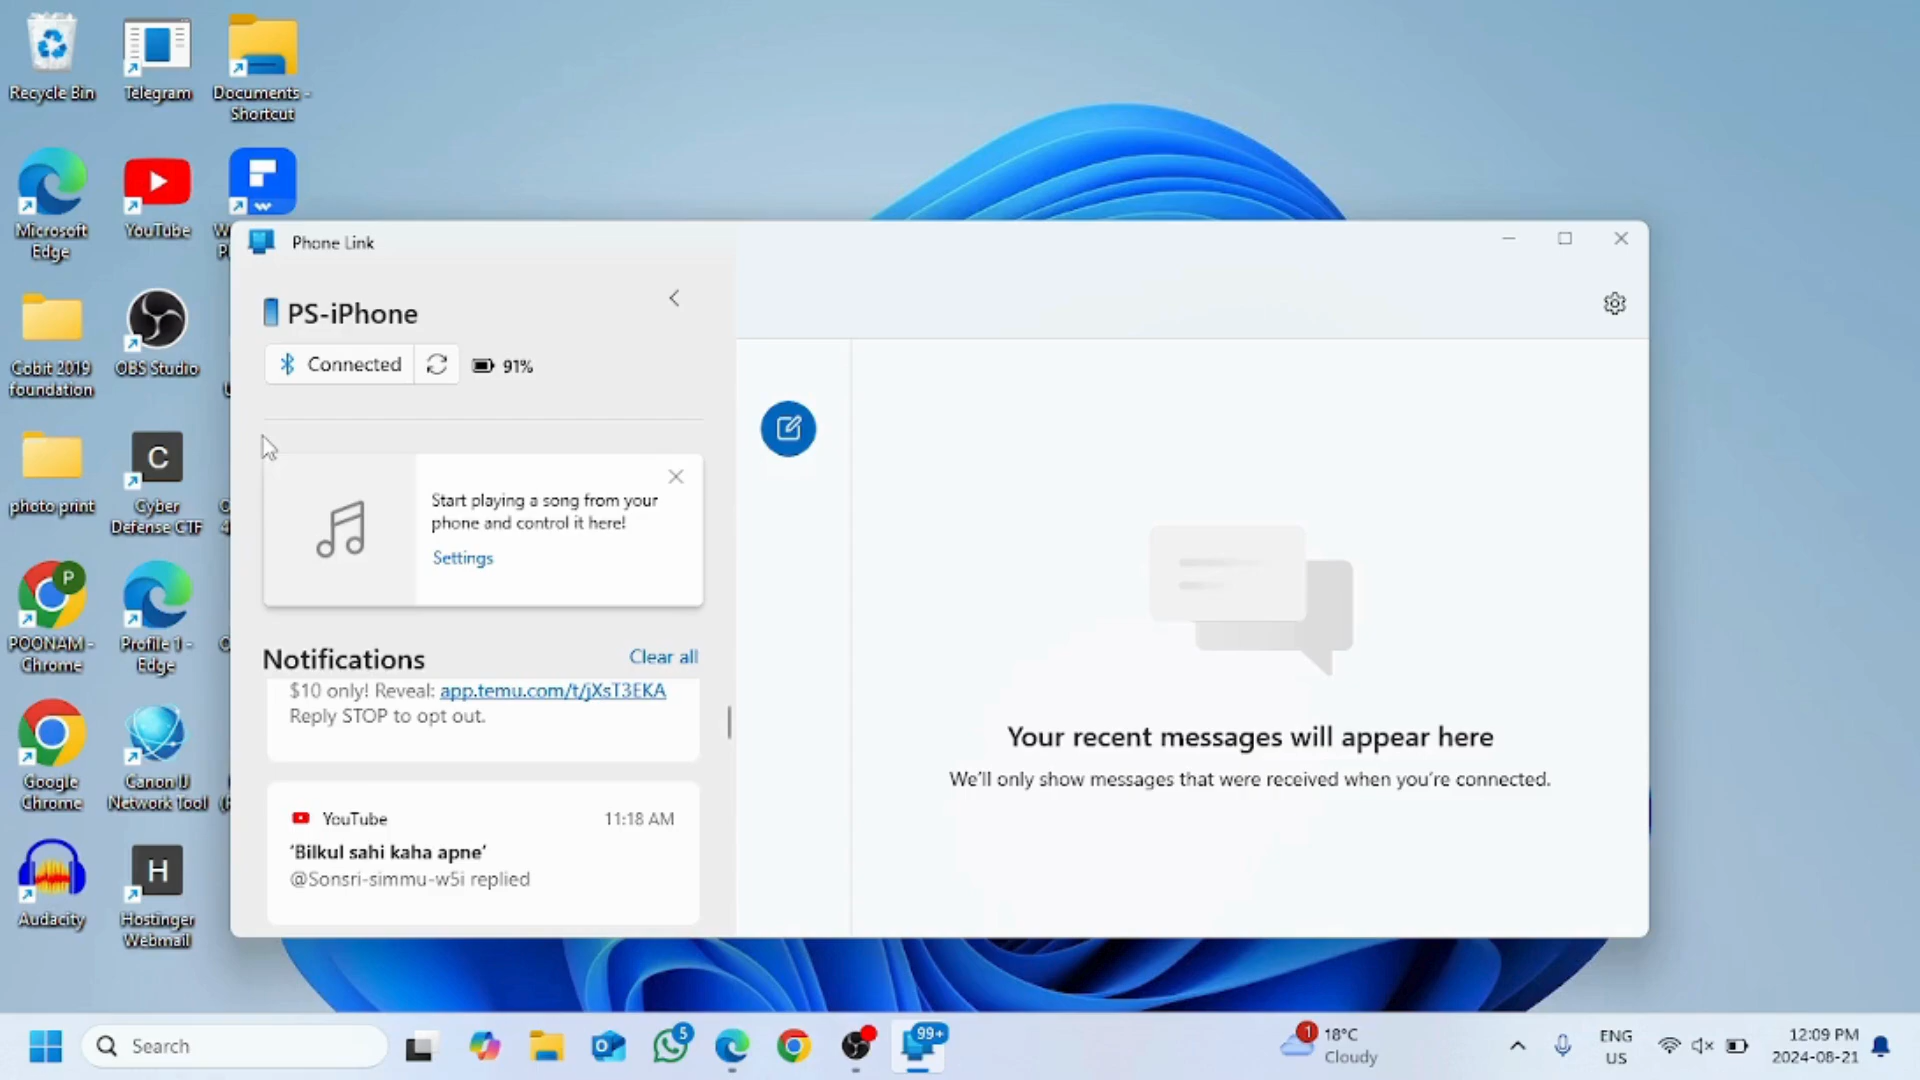 Recycle Bin
Telegram
Documents -
Shortcut
Microsoft
Edge
YouTube
Cobit 2019
foundation
OBS Studio
photo print
C
Cyber
Defense CTF
P
POONAM -
Chrome
Profile 1 -
Edge
Google
Chrome
Canon IJ
Network Tool
Audacity
H
Hostinger
Webmail
Phone Link
PS-iPhone
Connected
91%
Start playing a song from your
phone and control it here!
Settings
Notifications
Clear all
$10 only! Reveal: app.temu.com/t/jXsT3EKA
Reply STOP to opt out.
YouTube
11:18 AM
‘Bilkul sahi kaha apne’
@Sonsri-simmu-w5i replied
Your recent messages will appear here
We’ll only show messages that were received when you’re connected.
Search
5
99+
1
18°C
Cloudy
ENG
US
12:09 PM
2024-08-21